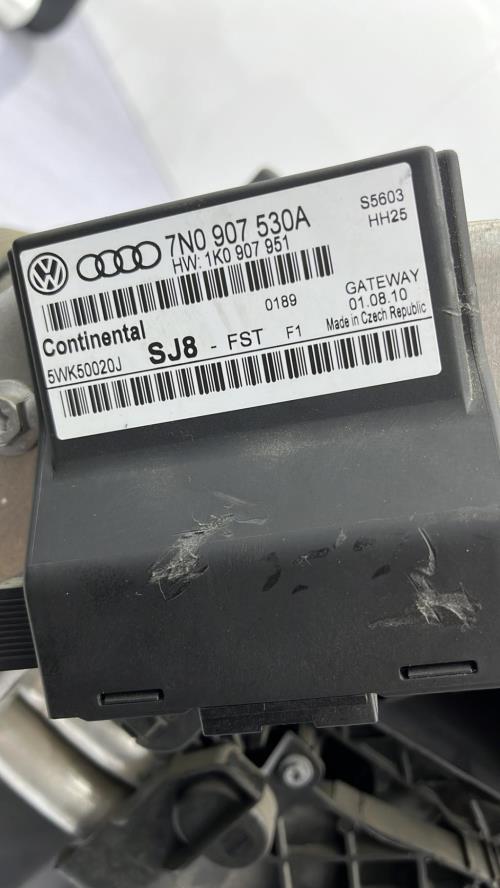 7N0 907 530A
S5603
HW: 1K0 907 951
HH25
0189
GATEWAY
01.08.10
Continental
SJ8 - FST F1
Made in Czech Republic
5WK50020J